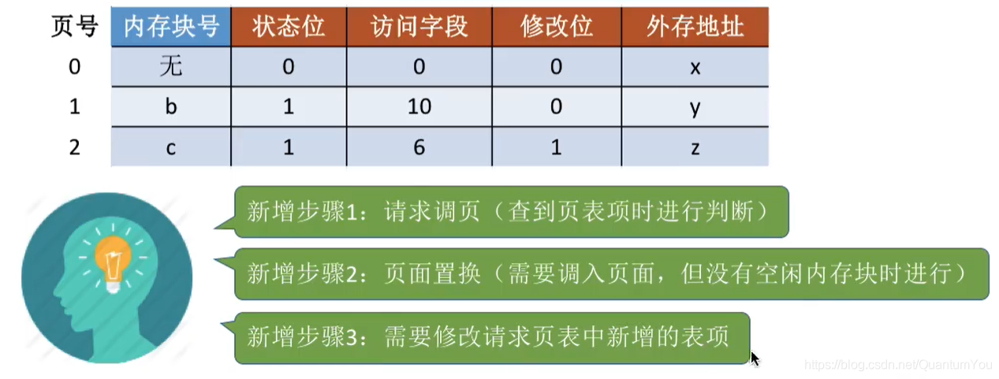 页号 内存块号 状态位 访问字段 修改位 外存地址
0 无 0 0 0 x
1 b 1 10 0 y
2 c 1 6 1 z
新增步骤1：请求调页（查到页表项时进行判断）
新增步骤2：页面置换（需要调入页面，但没有空闲内存块时进行）
新增步骤3：需要修改请求页表中新增的表项
https://blog.csdn.net/QuantumYou